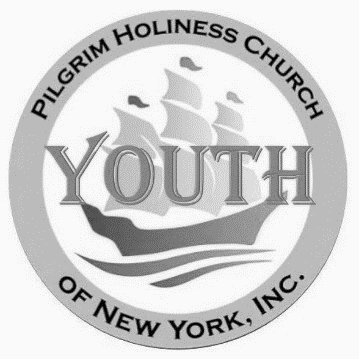 PILGRIM HOLINESS CHURCH
YOUTH
OF NEW YORK, INC.